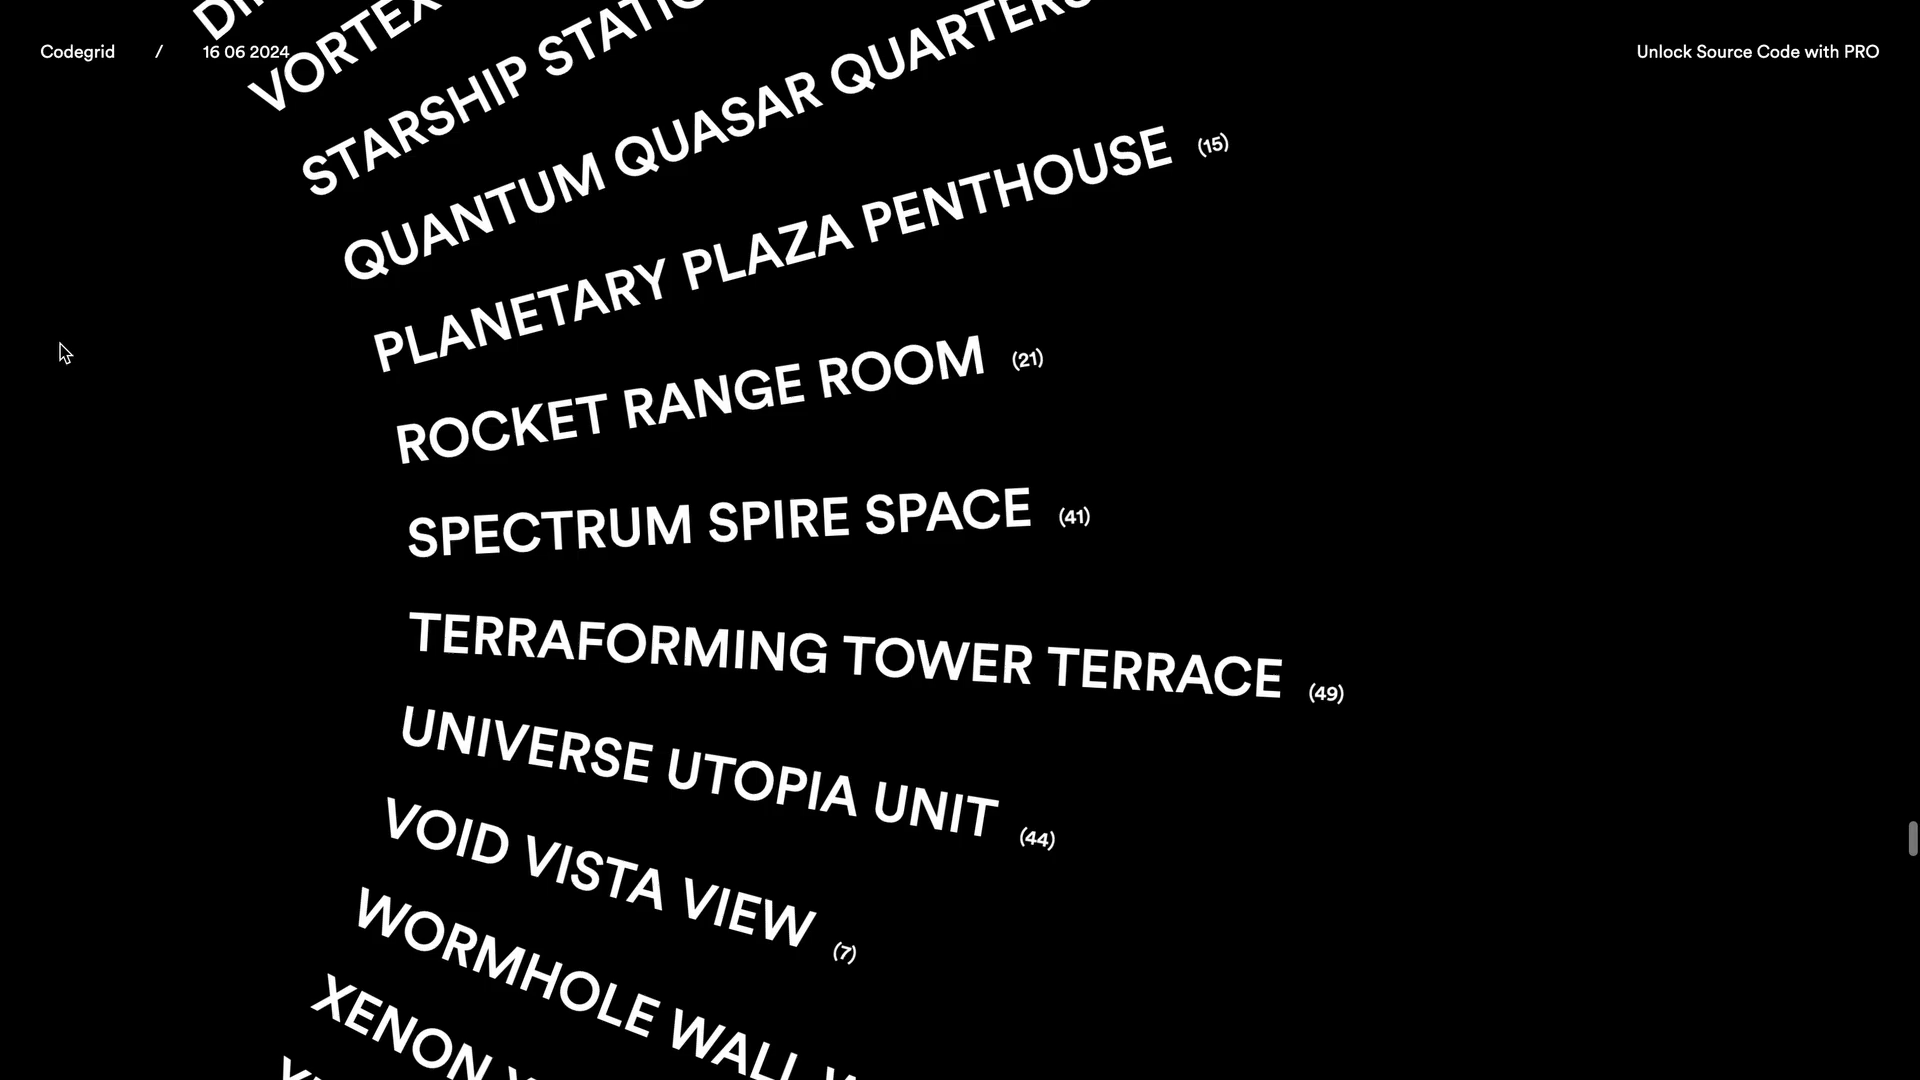 Codegrid / 16 06 2024
Unlock Source Code with PRO
VORTEX
STARSHIP
QUANTUM QUASAR QUARTERS
PLANETARY PLAZA PENTHOUSE (15)
ROCKET RANGE ROOM (21)
SPECTRUM SPIRE SPACE (41)
TERRAFORMING TOWER TERRACE (49)
UNIVERSE UTOPIA UNIT (44)
VOID VISTA VIEW (7)
WORMHOLE WALL
XENON